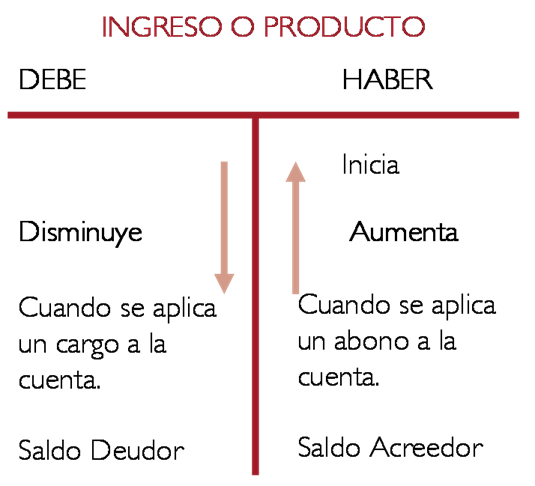 INGRESO O PRODUCTO
DEBE
HABER
Inicia
Disminuye
Aumenta
Cuando se aplica
un cargo a la
cuenta.
Cuando se aplica
un abono a la
cuenta.
Saldo Deudor
Saldo Acreedor